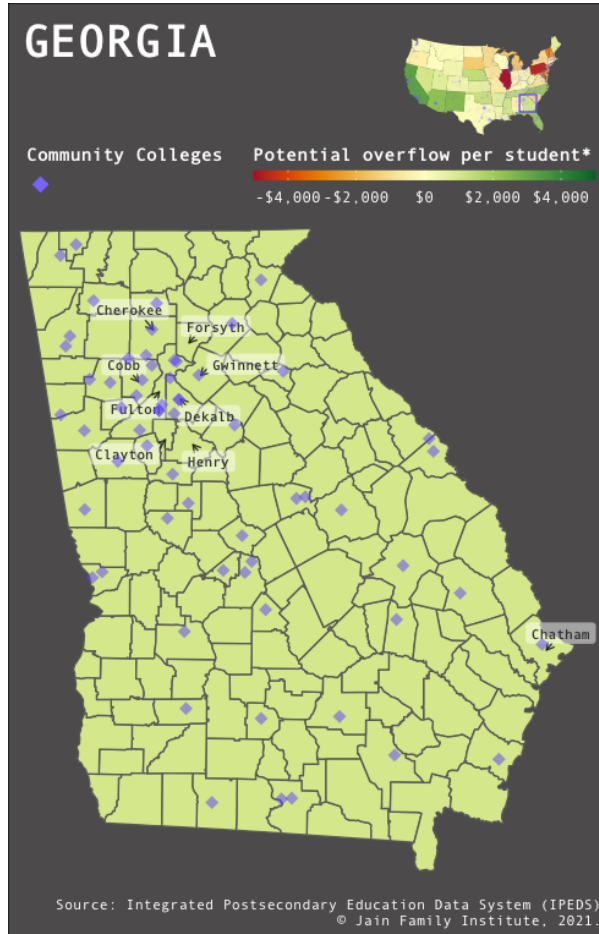 GEORGIA
Community Colleges
Potential overflow per student*
-$4,000 -$2,000 $0 $2,000 $4,000
Cherokee
Forsyth
Cobb
Gwinnett
Fulton
Dekalb
Clayton
Henry
Chatham
Source: Integrated Postsecondary Education Data System (IPEDS)
© Jain Family Institute, 2021.